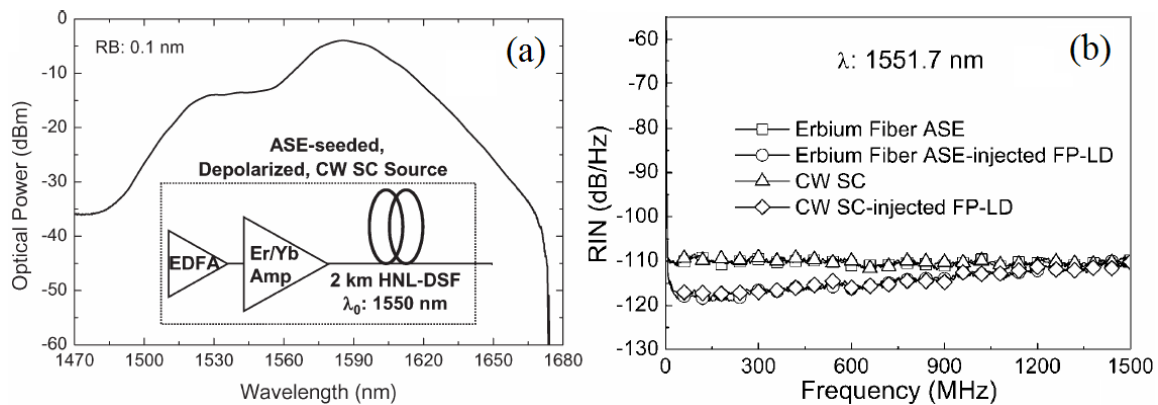 RB: 0.1 nm
(a)
Optical Power (dBm)
0
-10
-20
-30
-40
-50
-60
ASE-seeded,
Depolarized, CW SC Source
EDFA
Er/Yb
Amp
2 km HNL-DSF
λ0: 1550 nm
1470 1500 1530 1560 1590 1620 1650 1680
Wavelength (nm)
(b)
λ: 1551.7 nm
RIN (dB/Hz)
-60
-70
-80
-90
-100
-110
-120
-130
Erbium Fiber ASE
Erbium Fiber ASE-injected FP-LD
CW SC
CW SC-injected FP-LD
0 300 600 900 1200 1500
Frequency (MHz)